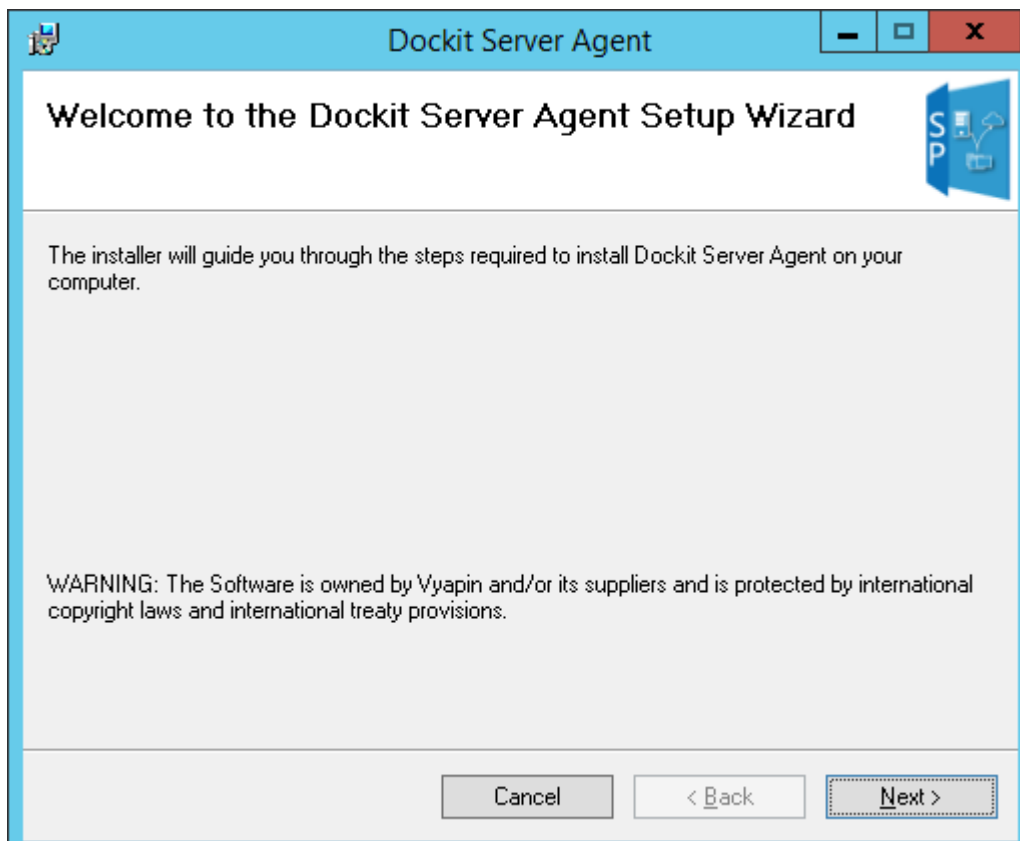 Dockit Server Agent
Welcome to the Dockit Server Agent Setup Wizard
S
P
The installer will guide you through the steps required to install Dockit Server Agent on your
computer.
WARNING: The Software is owned by Vyapin and/or its suppliers and is protected by international
copyright laws and international treaty provisions.
Cancel
< Back
Next >